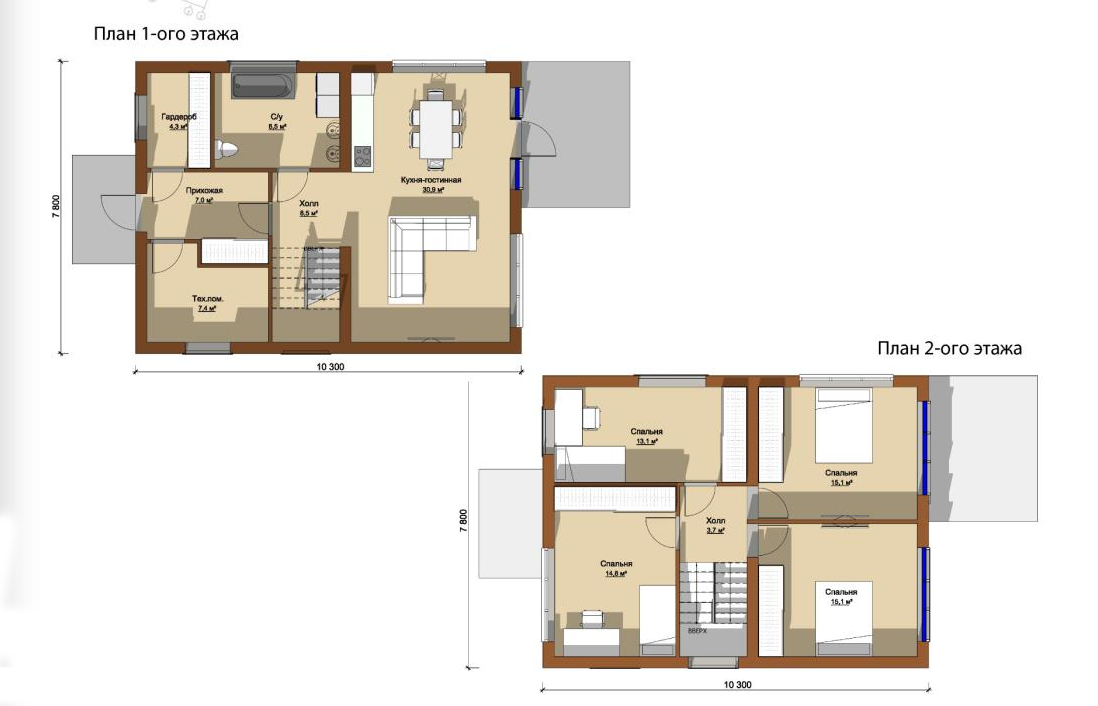 План 1-ого этажа
Гардероб
4,3 м²
С/у
8,5 м²
Кухня-гостинная
30,9 м²
Прихожая
7,0 м²
Холл
8,5 м²
7 800
ВВЕРХ
Тех.пом.
7,4 м²
10 300
План 2-ого этажа
Спальня
13,1 м²
Спальня
15,1 м²
7 800
Холл
3,7 м²
Спальня
14,8 м²
Спальня
15,1 м²
ВВЕРХ
10 300